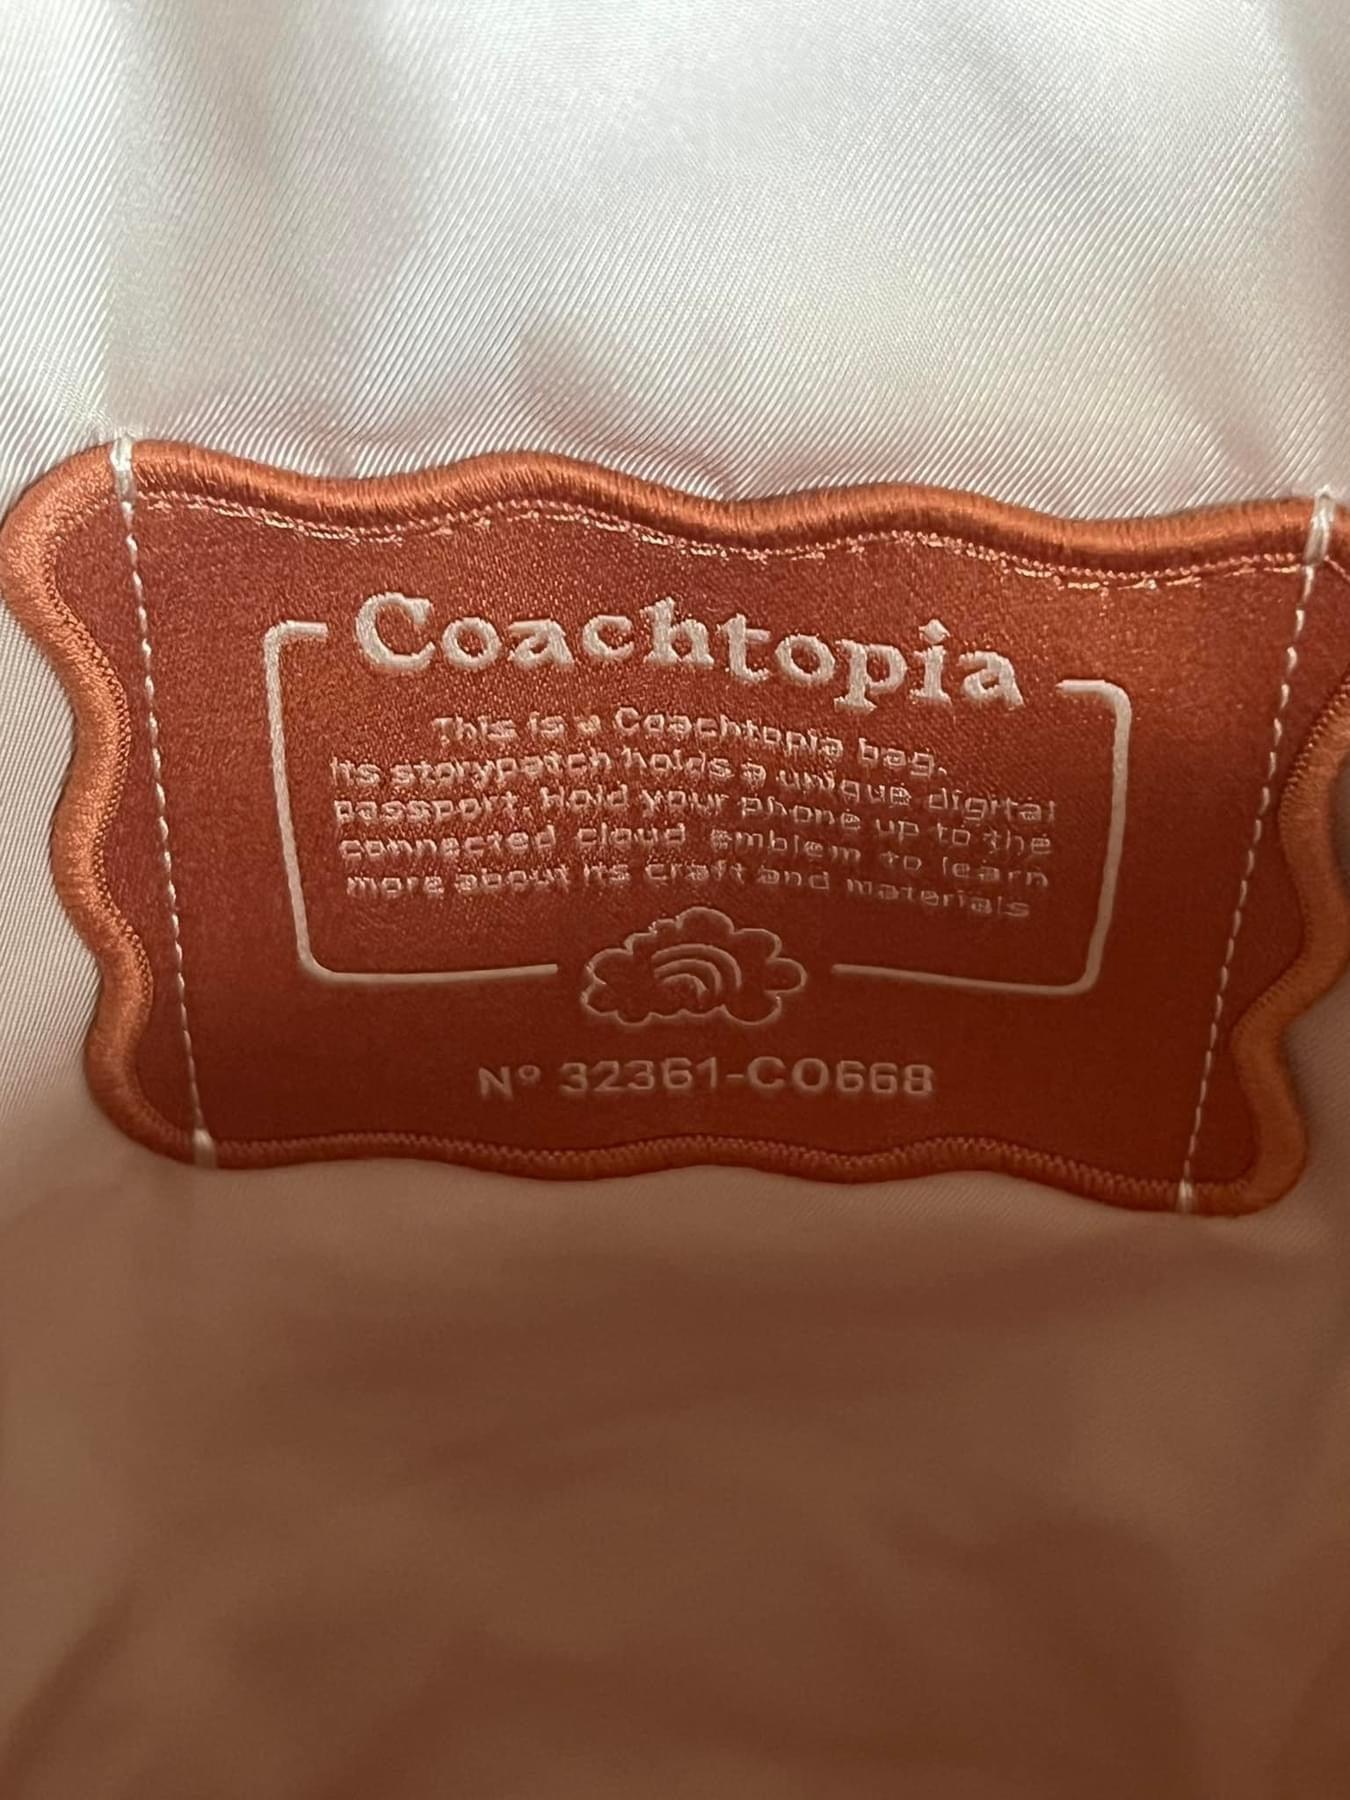 Coachtopia
This is a Coachtopia bag.
Its storypatch holds a unique digital
passport. Hold your phone up to the
connected cloud emblem to learn
more about its craft and materials
Nº 32361-CO668